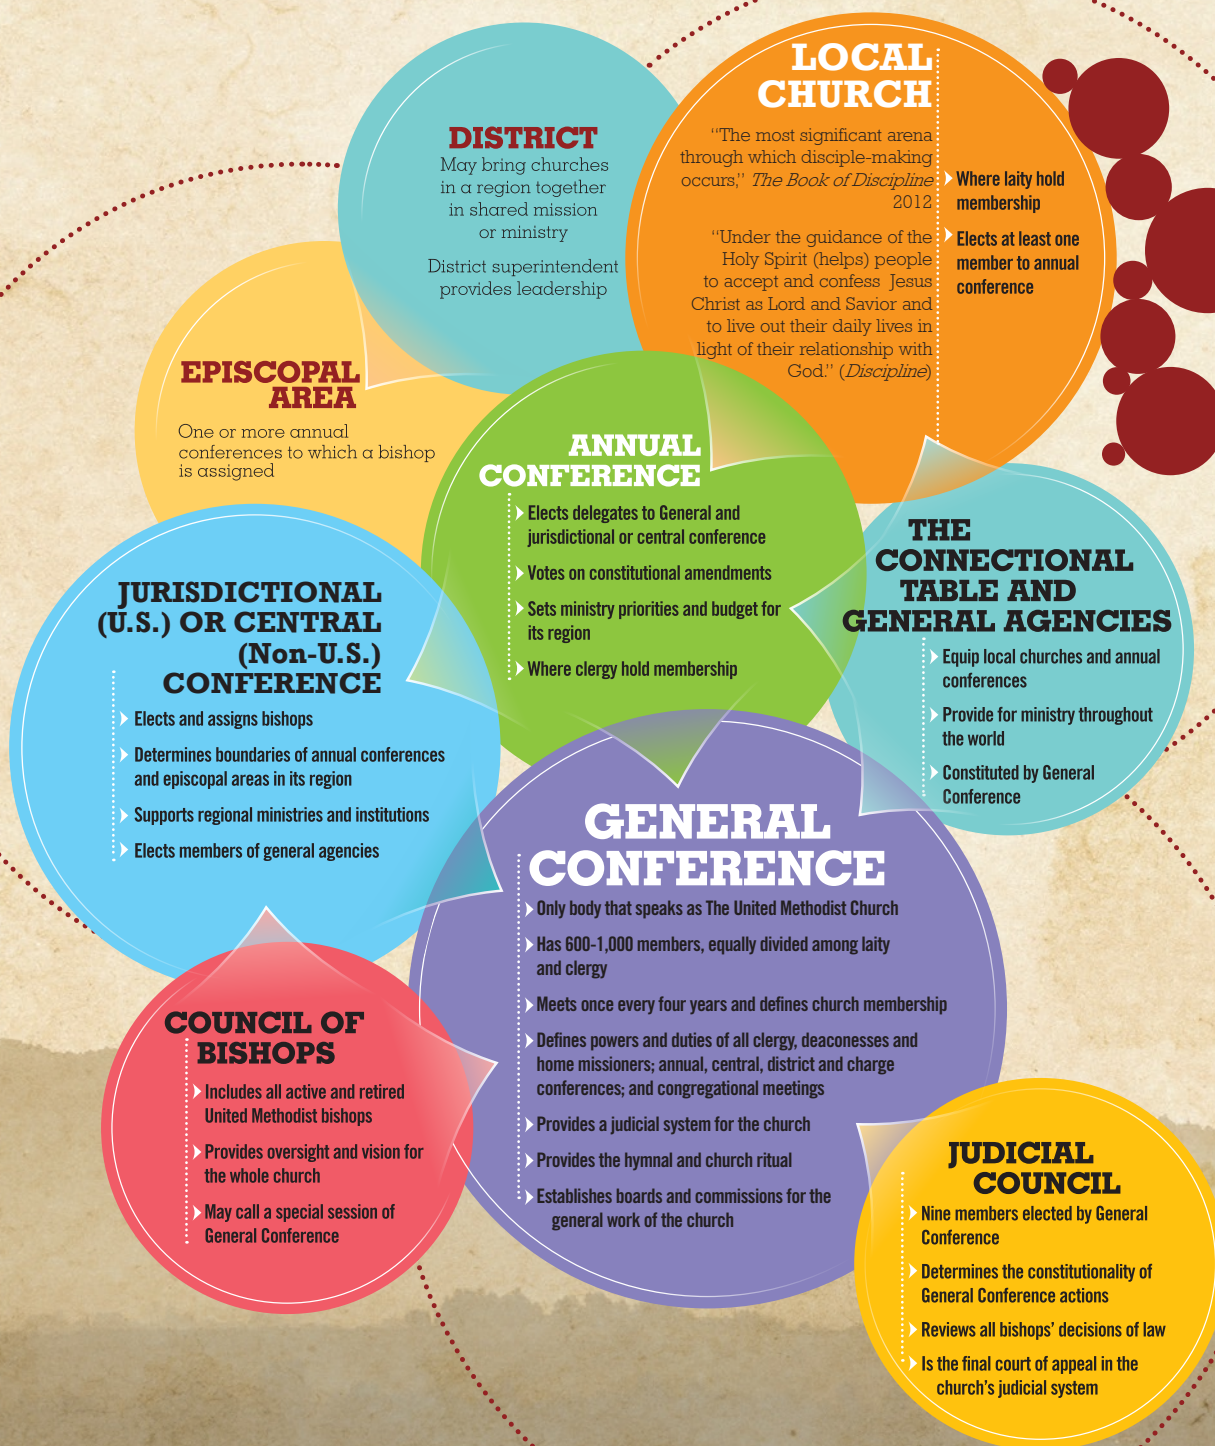 DISTRICT
May bring churches
in a region together
in shared mission
or ministry
District superintendent
provides leadership
LOCAL
CHURCH
“The most significant arena
through which disciple-making
occurs,” The Book of Discipline
2012
“Under the guidance of the
Holy Spirit (helps) people
to accept and confess Jesus
Christ as Lord and Savior and
to live out their daily lives in
light of their relationship with
God.” (Discipline)
Where laity hold
membership
Elects at least one
member to annual
conference
EPISCOPAL
AREA
One or more annual
conferences to which a bishop
is assigned
ANNUAL
CONFERENCE
Elects delegates to General and
jurisdictional or central conference
Votes on constitutional amendments
Sets ministry priorities and budget for
its region
Where clergy hold membership
THE
CONNECTIONAL
TABLE AND
GENERAL AGENCIES
Equip local churches and annual
conferences
Provide for ministry throughout
the world
Constituted by General
Conference
JURISDICTIONAL
(U.S.) OR CENTRAL
(Non-U.S.)
CONFERENCE
Elects and assigns bishops
Determines boundaries of annual conferences
and episcopal areas in its region
Supports regional ministries and institutions
Elects members of general agencies
GENERAL
CONFERENCE
Only body that speaks as The United Methodist Church
Has 600-1,000 members, equally divided among laity
and clergy
Meets once every four years and defines church membership
Defines powers and duties of all clergy, deaconesses and
home missioners; annual, central, district and charge
conferences; and congregational meetings
Provides a judicial system for the church
Provides the hymnal and church ritual
Establishes boards and commissions for the
general work of the church
COUNCIL OF
BISHOPS
Includes all active and retired
United Methodist bishops
Provides oversight and vision for
the whole church
May call a special session of
General Conference
JUDICIAL
COUNCIL
Nine members elected by General
Conference
Determines the constitutionality of
General Conference actions
Reviews all bishops’ decisions of law
Is the final court of appeal in the
church’s judicial system